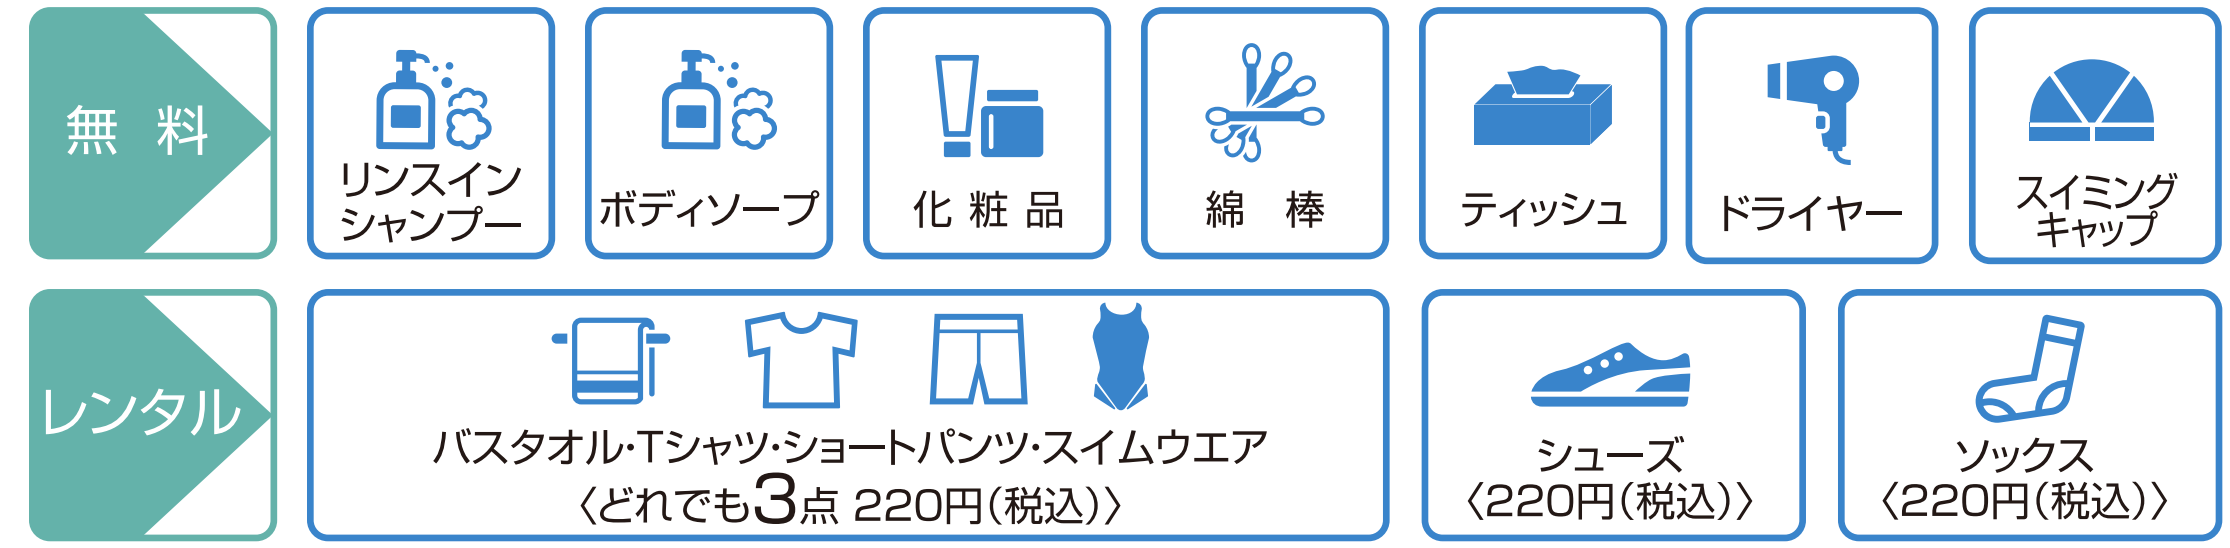 無 料
リンスイン
シャンプー
ボディソープ
化粧品
綿 棒
ティッシュ
ドライヤー
スイミング
キャップ
レンタル
バスタオル・Tシャツ・ショートパンツ・スイムウエア
〈どれでも3点 220円(税込)〉
シューズ
〈220円(税込)〉
ソックス
〈220円(税込)〉